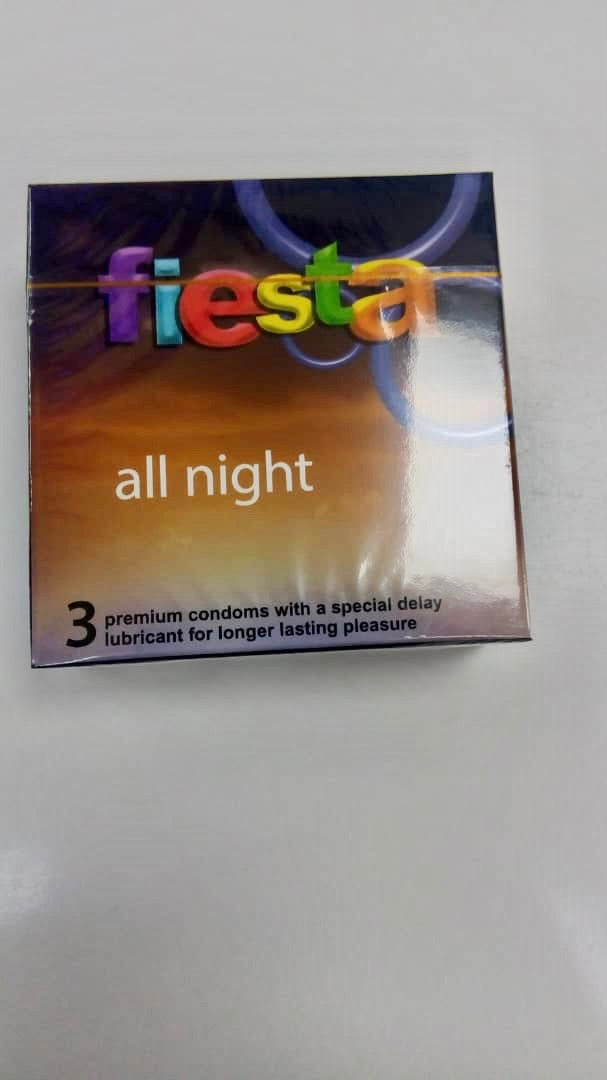 fiesta
all night
3 premium condoms with a special delay
lubricant for longer lasting pleasure